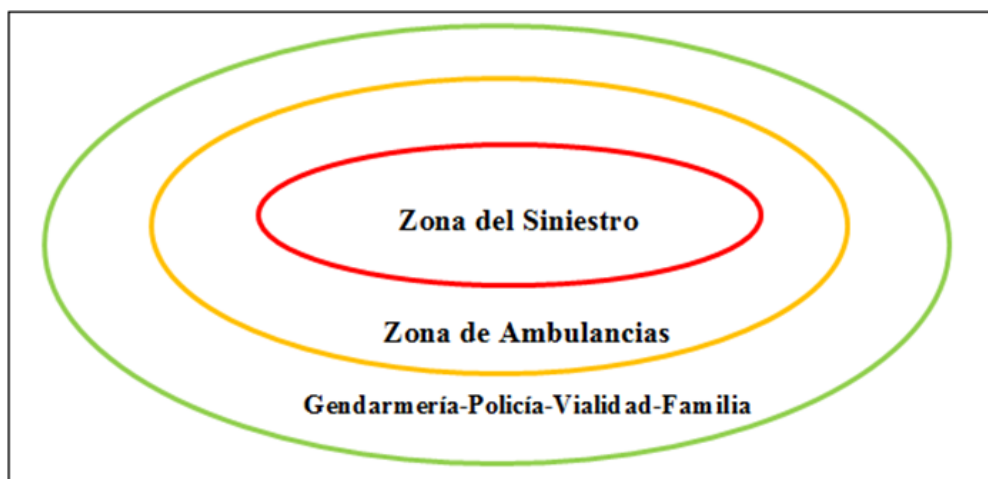 Zona del Siniestro
Zona de Ambulancias
Gendarmería-Policía-Vialidad-Familia